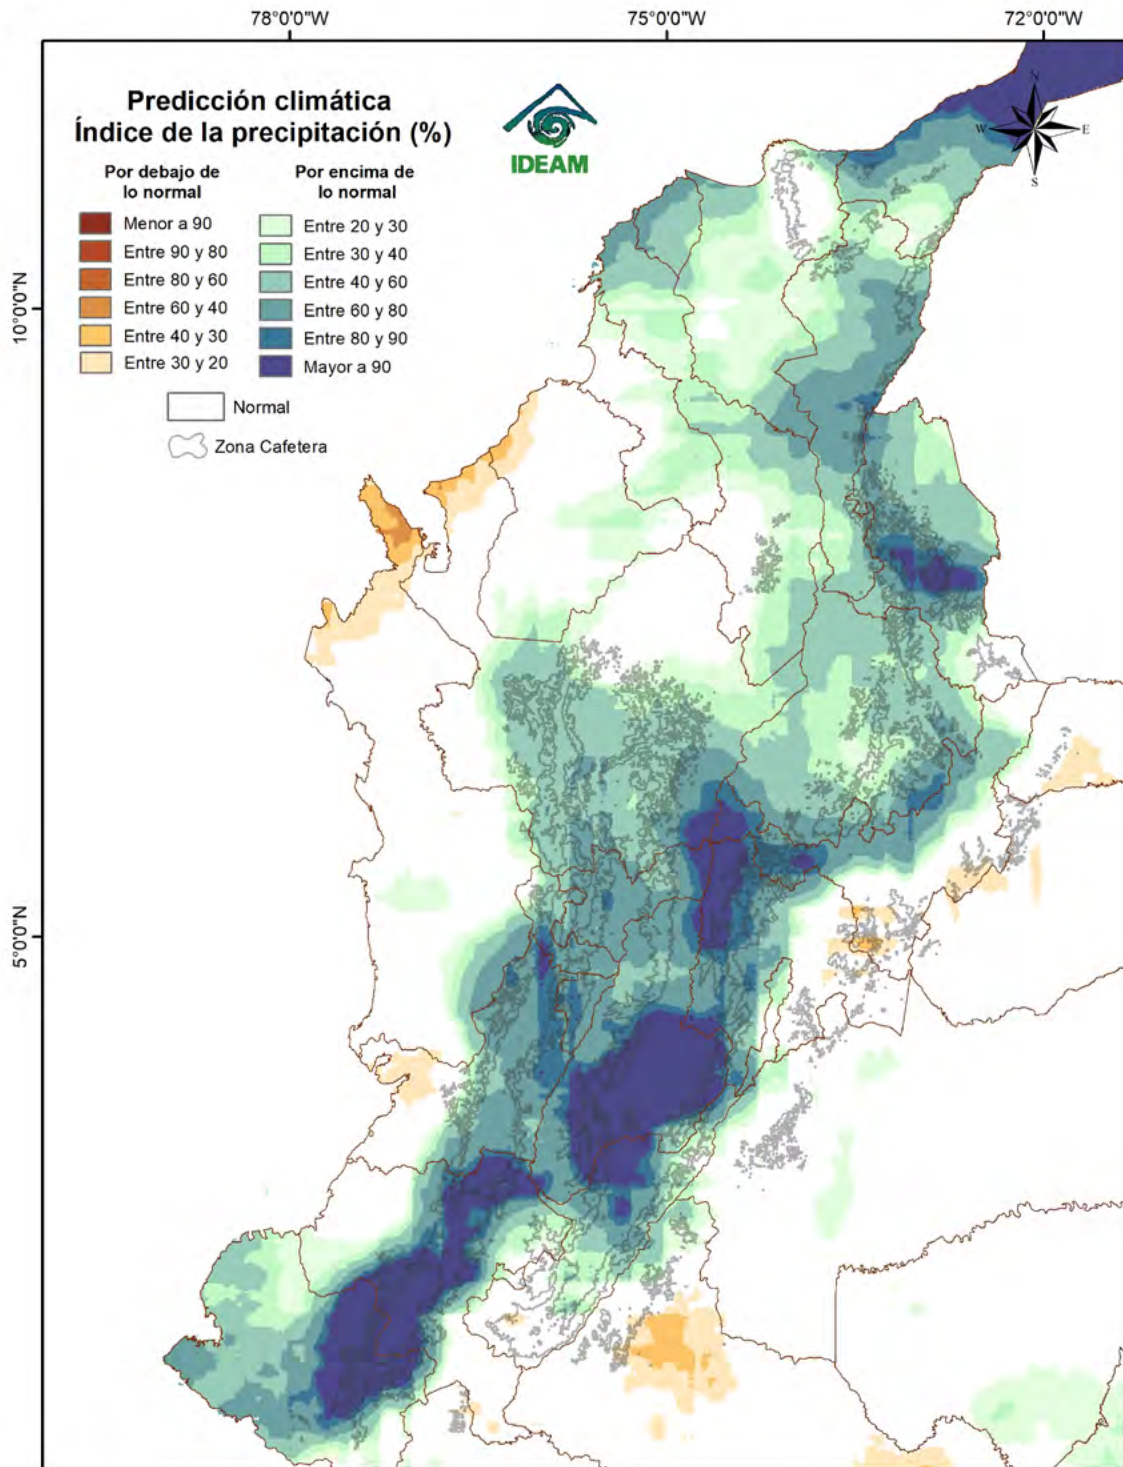 78°0'0"W
75°0'0"W
72°0'0"W
Predicción climática
Índice de la precipitación (%)
IDEAM
Por debajo de
lo normal
Menor a 90
Entre 90 y 80
Entre 80 y 60
Entre 60 y 40
Entre 40 y 30
Entre 30 y 20
Por encima de
lo normal
Entre 20 y 30
Entre 30 y 40
Entre 40 y 60
Entre 60 y 80
Entre 80 y 90
Mayor a 90
Normal
Zona Cafetera
N
W
E
S
10°0'0"N
5°0'0"N